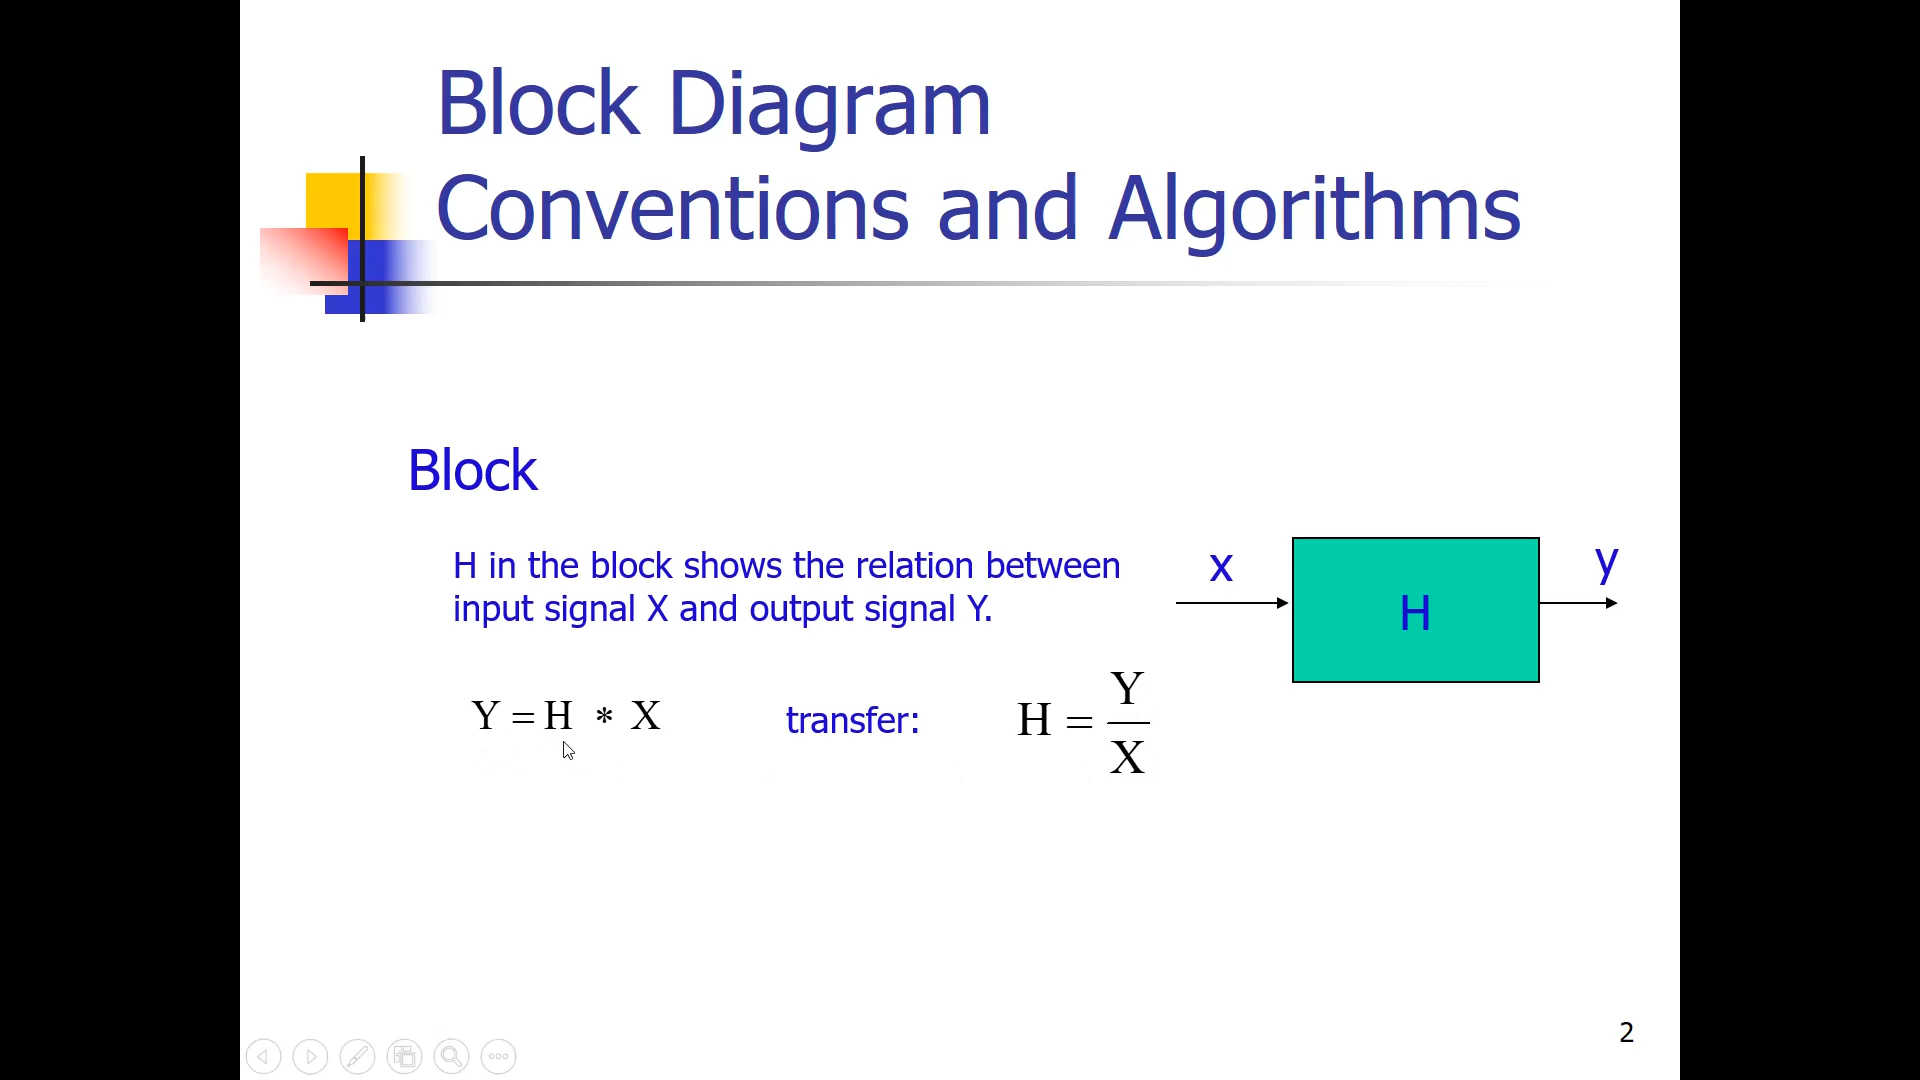 Block Diagram
Conventions and Algorithms
Block
H in the block shows the relation between
input signal X and output signal Y.
x
H
y
Y = H * X
transfer:
H = Y/X
2